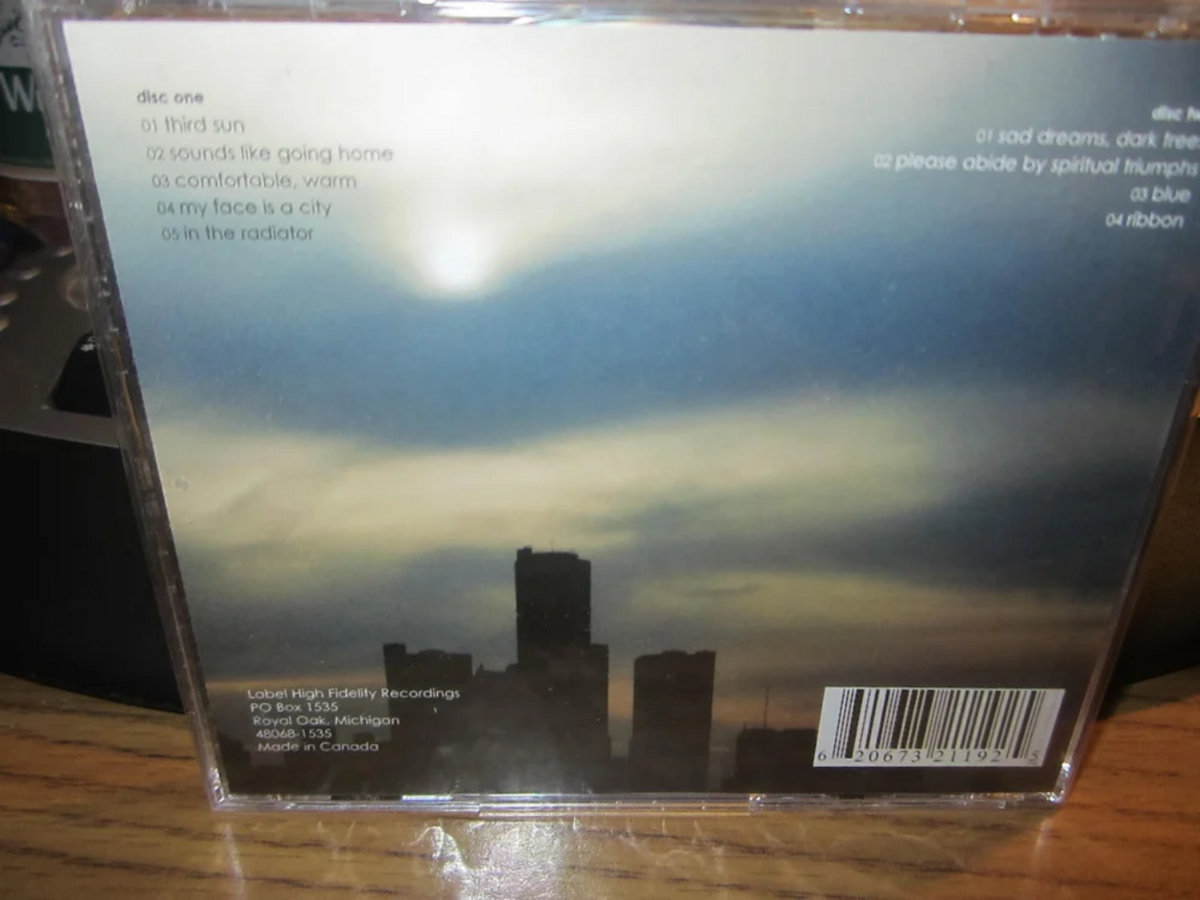 disc one
01 third sun
02 sounds like going home
03 comfortable, warm
04 my face is a city
05 in the radiator
disc
01 sad dreams, dark trees
02 please abide by spiritual triumphs
03 blue
04 ribbon
Label High Fidelity Recordings
PO Box 1535
Royal Oak, Michigan
48068-1535
Made in Canada
6 20673 21192 5